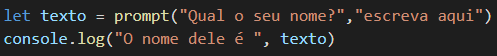 let texto = prompt("Qual o seu nome?","escreva aqui")
console.log("O nome dele é ", texto)